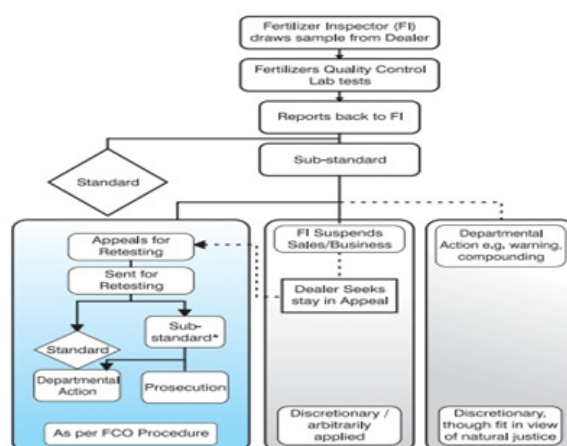 Fertilizer Inspector (FI)
draws sample from Dealer
Fertilizers Quality Control
Lab tests
Reports back to FI
Standard
Sub-standard
Appeals for
Retesting
Sent for
Retesting
Standard
Sub-
standard*
Departmental
Action
Prosecution
As per FCO Procedure
FI Suspends
Sales/Business
Dealer Seeks
stay in Appeal
Discretionary /
arbitrarily
applied
Departmental
Action e.g. warning,
compounding
Discretionary,
though fit in view
of natural justice